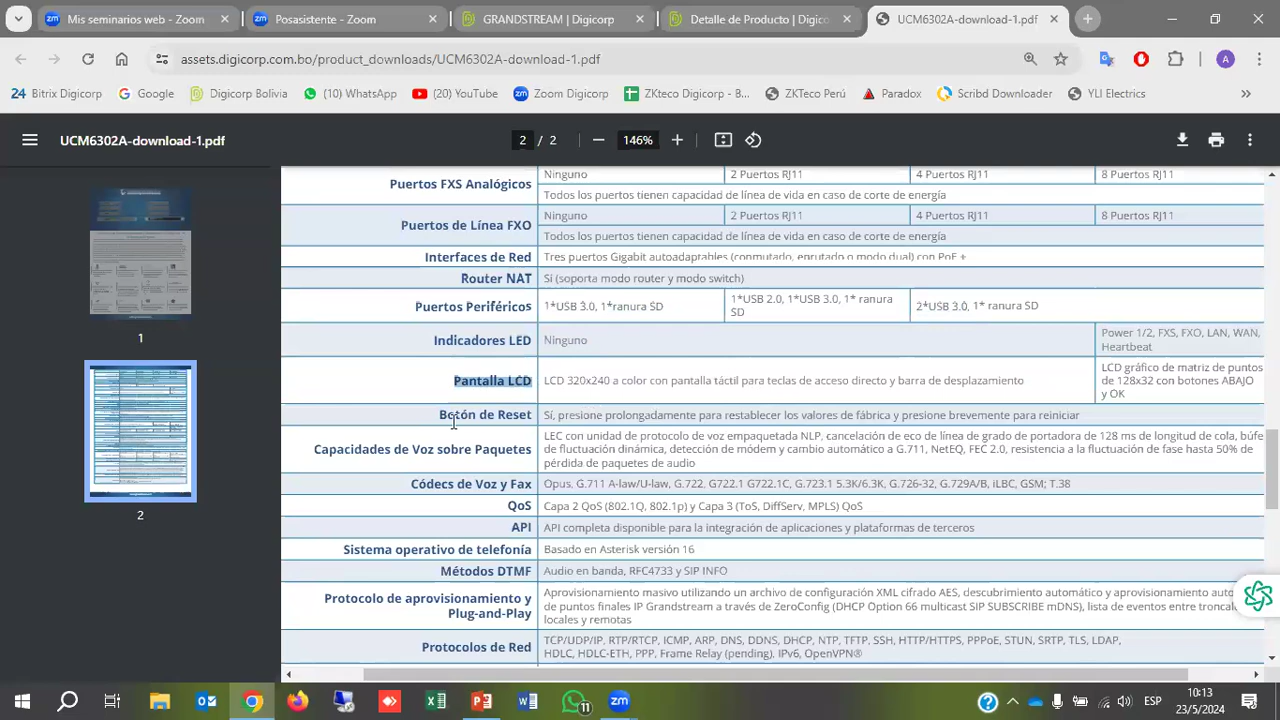 Mis seminarios web - Zoom
Posasistente - Zoom
GRANDSTREAM | Digicorp
Detalle de Producto | Digico
UCM6302A-download-1.pdf
assets.digicorp.com.bo/product_downloads/UCM6302A-download-1.pdf
A
24 Bitrix Digicorp
Google
Digicorp Bolivia
(10) WhatsApp
(20) YouTube
Zoom Digicorp
ZKteco Digicorp - B...
ZKTeco Perú
Paradox
Scribd Downloader
YLI Electrics
UCM6302A-download-1.pdf
2 / 2
146%
1
2
Puertos FXS Analógicos
Ninguno
2 Puertos RJ11
4 Puertos RJ11
8 Puertos RJ11
Todos los puertos tienen capacidad de línea de vida en caso de corte de energía
Puertos de Línea FXO
Ninguno
2 Puertos RJ11
4 Puertos RJ11
8 Puertos RJ11
Todos los puertos tienen capacidad de línea de vida en caso de corte de energía
Interfaces de Red
Tres puertos Gigabit autoadaptables (conmutado, enrutado o modo dual) con PoE +
Router NAT
Sí (soporta modo router y modo switch)
Puertos Periféricos
1*USB 3.0, 1*ranura SD
1*USB 2.0, 1*USB 3.0, 1* ranura
SD
2*USB 3.0, 1* ranura SD
Indicadores LED
Ninguno
Power 1/2, FXS, FXO, LAN, WAN,
Heartbeat
Pantalla LCD
LCD 320x240 a color con pantalla táctil para teclas de acceso directo y barra de desplazamiento
LCD gráfico de matriz de puntos
de 128x32 con botones ABAJO
y OK
Botón de Reset
Sí, presione prolongadamente para restablecer los valores de fábrica y presione brevemente para reiniciar
Capacidades de Voz sobre Paquetes
LEC con unidad de protocolo de voz empaquetada NLP, cancelación de eco de línea de grado de portadora de 128 ms de longitud de cola, búfe
de fluctuación dinámica, detección de módem y cambio automático a G.711, NetEQ, FEC 2.0, resistencia a la fluctuación de fase hasta 50% de
pérdida de paquetes de audio
Códecs de Voz y Fax
Opus, G.711 A-law/U-law, G.722, G722.1 G722.1C, G.723.1 5.3K/6.3K, G.726-32, G.729A/B, iLBC, GSM; T.38
QoS
Capa 2 QoS (802.1Q, 802.1p) y Capa 3 (ToS, DiffServ, MPLS) QoS
API
API completa disponible para la integración de aplicaciones y plataformas de terceros
Sistema operativo de telefonía
Basado en Asterisk versión 16
Métodos DTMF
Audio en banda, RFC4733 y SIP INFO
Protocolo de aprovisionamiento y
Plug-and-Play
Aprovisionamiento masivo utilizando un archivo de configuración XML cifrado AES, descubrimiento automático y aprovisionamiento auto
de puntos finales IP Grandstream a través de ZeroConfig (DHCP Option 66 multicast SIP SUBSCRIBE mDNS), lista de eventos entre troncal
locales y remotas
Protocolos de Red
TCP/UDP/IP, RTP/RTCP, ICMP, ARP, DNS, DDNS, DHCP, NTP, TFTP, SSH, HTTP/HTTPS, PPPoE, STUN, SRTP, TLS, LDAP,
HDLC, HDLC-ETH, PPP, Frame Relay (pending), IPv6, OpenVPN®
11
ESP
10:13
23/5/2024